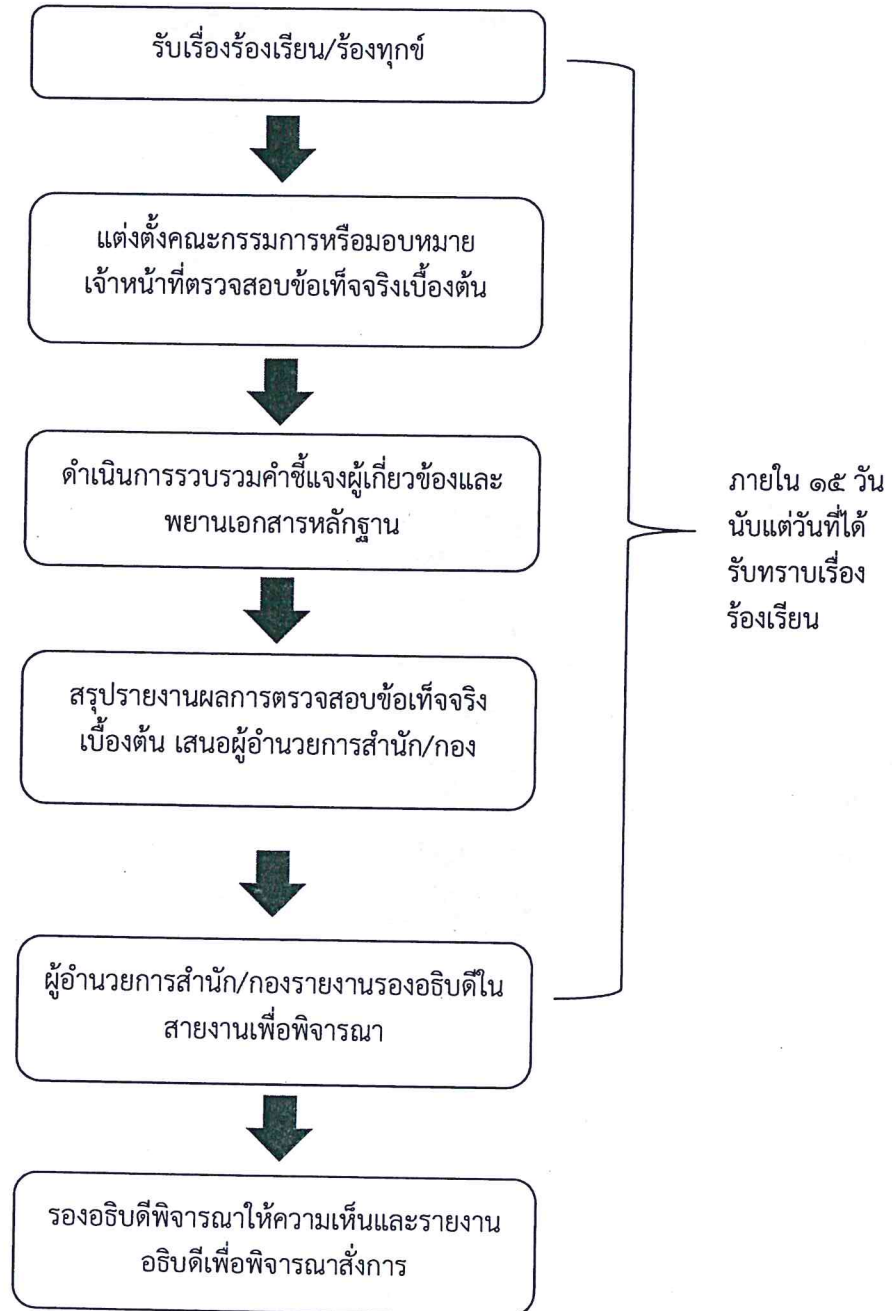 รับเรื่องร้องเรียน/ร้องทุกข์
แต่งตั้งคณะกรรมการหรือมอบหมาย
เจ้าหน้าที่ตรวจสอบข้อเท็จจริงเบื้องต้น
ดำเนินการรวบรวมคำชี้แจงผู้เกี่ยวข้องและ
พยานเอกสารหลักฐาน
สรุปรายงานผลการตรวจสอบข้อเท็จจริง
เบื้องต้น เสนอผู้อำนวยการสำนัก/กอง
ผู้อำนวยการสำนัก/กองรายงานรองอธิบดีใน
สายงานเพื่อพิจารณา
รองอธิบดีพิจารณาให้ความเห็นและรายงาน
อธิบดีเพื่อพิจารณาสั่งการ
ภายใน ๑๕ วัน
นับแต่วันที่ได้
รับทราบเรื่อง
ร้องเรียน